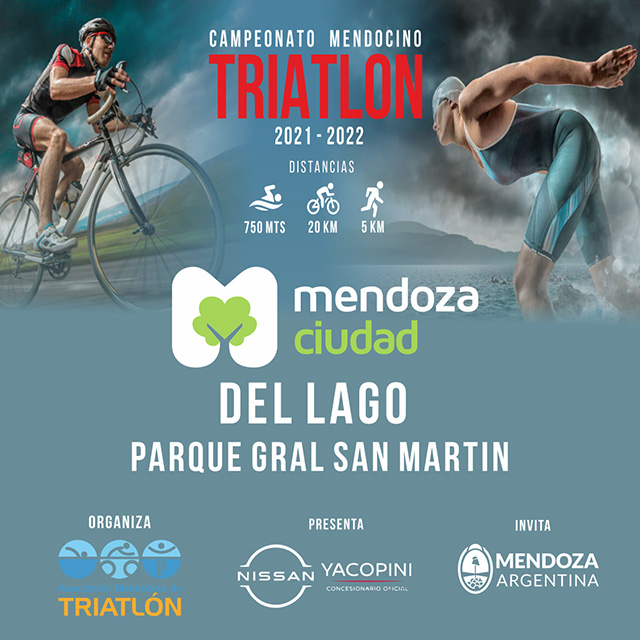 CAMPEONATO MENDOCINO
TRIATLON
2021 - 2022
DISTANCIAS
750 MTS 20 KM 5 KM
mendoza
ciudad
DEL LAGO
PARQUE GRAL SAN MARTIN
ORGANIZA
TRIATLÓN
PRESENTA
NISSAN
YACOPINI
CONCESIONARIO OFICIAL
INVITA
MENDOZA
ARGENTINA